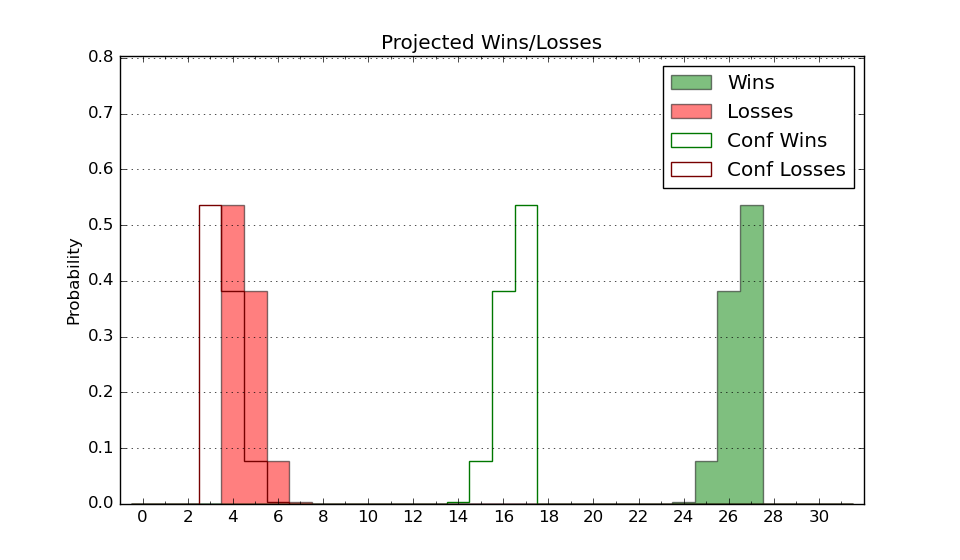 Projected Wins/Losses
0.8
0.7
0.6
0.5
0.4
0.3
0.2
0.1
0.0
Probability
Wins
Losses
Conf Wins
Conf Losses
0 2 4 6 8 10 12 14 16 18 20 22 24 26 28 30